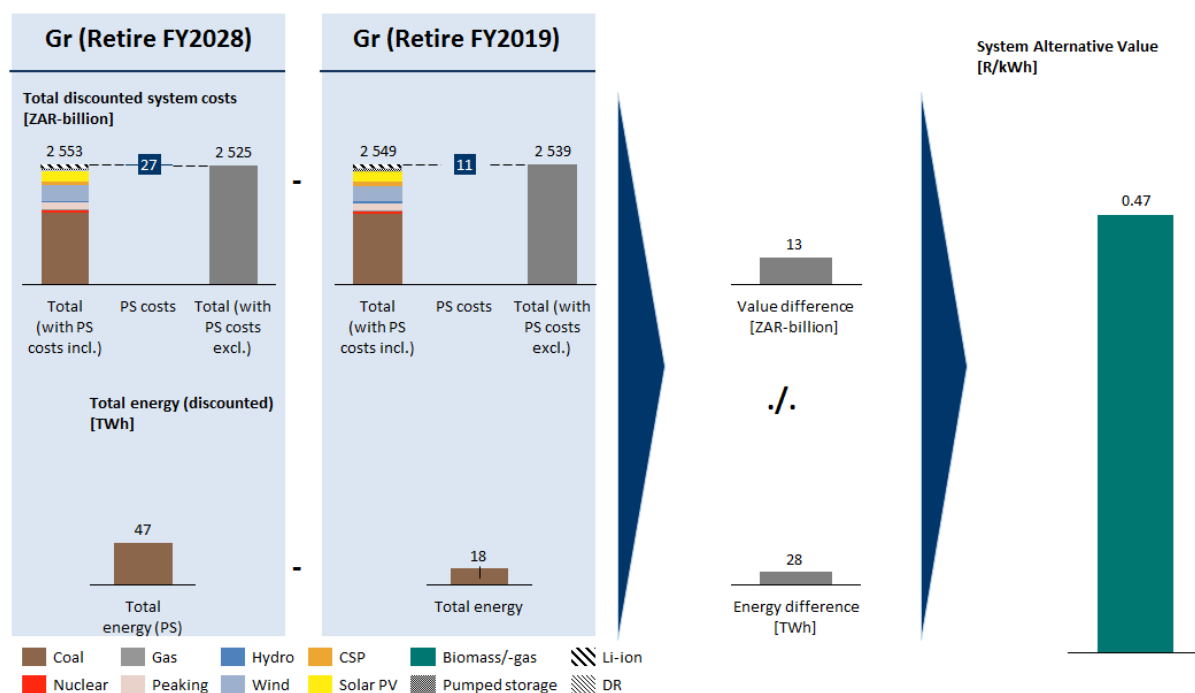 Gr (Retire FY2028)
Gr (Retire FY2019)
System Alternative Value
[R/kWh]
Total discounted system costs
[ZAR-billion]
2 553
27
2 525
-
2 549
11
2 539
Total
(with PS
costs incl.)
PS costs
Total (with
PS costs
excl.)
Total
(with PS
costs incl.)
PS costs
Total (with
PS costs
excl.)
13
Value difference
[ZAR-billion]
0.47
Total energy (discounted)
[TWh]
./.
47
Total
energy (PS)
-
18
Total energy
28
Energy difference
[TWh]
Coal
Gas
Hydro
CSP
Biomass/-gas
Li-ion
Nuclear
Peaking
Wind
Solar PV
Pumped storage
DR